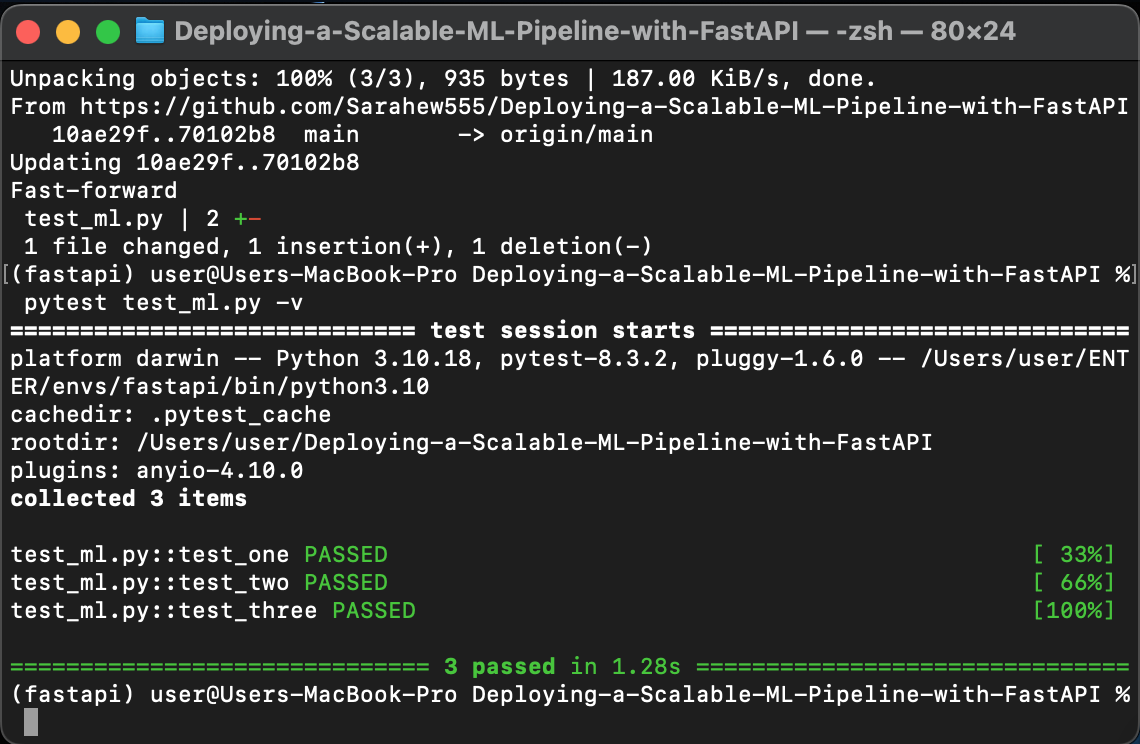 Deploying-a-Scalable-ML-Pipeline-with-FastAPI — -zsh — 80×24
Unpacking objects: 100% (3/3), 935 bytes | 187.00 KiB/s, done.
From https://github.com/Sarahew555/Deploying-a-Scalable-ML-Pipeline-with-FastAPI
   10ae29f..70102b8  main       -> origin/main
Updating 10ae29f..70102b8
Fast-forward
 test_ml.py | 2 +-
 1 file changed, 1 insertion(+), 1 deletion(-)
[(fastapi) user@Users-MacBook-Pro Deploying-a-Scalable-ML-Pipeline-with-FastAPI %]
 pytest test_ml.py -v
============================= test session starts ==============================
platform darwin -- Python 3.10.18, pytest-8.3.2, pluggy-1.6.0 -- /Users/user/ENT
ER/envs/fastapi/bin/python3.10
cachedir: .pytest_cache
rootdir: /Users/user/Deploying-a-Scalable-ML-Pipeline-with-FastAPI
plugins: anyio-4.10.0
collected 3 items

test_ml.py::test_one PASSED                                              [ 33%]
test_ml.py::test_two PASSED                                              [ 66%]
test_ml.py::test_three PASSED                                            [100%]

============================== 3 passed in 1.28s ===============================
(fastapi) user@Users-MacBook-Pro Deploying-a-Scalable-ML-Pipeline-with-FastAPI %